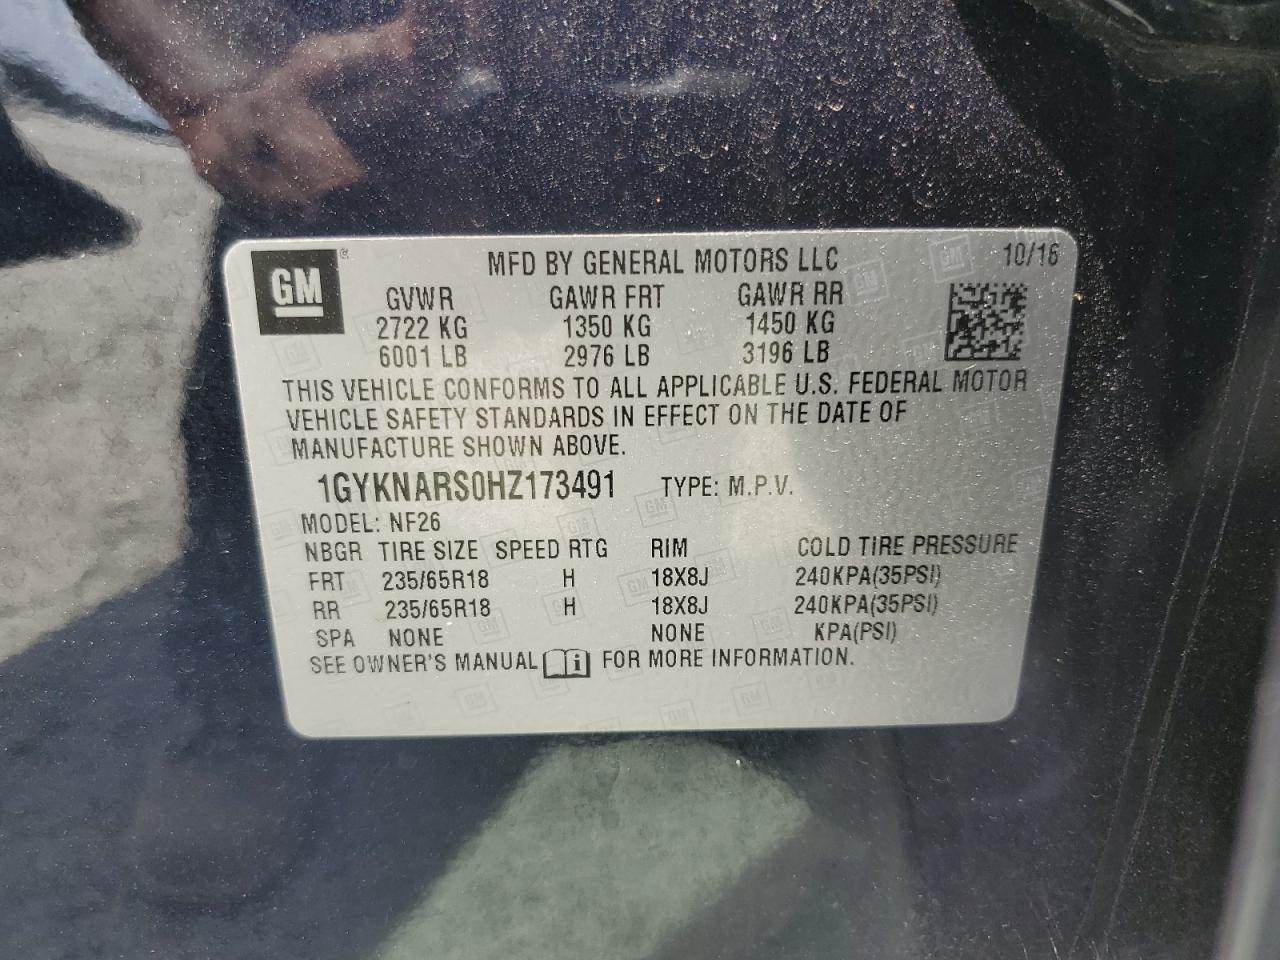 GM® MFD BY GENERAL MOTORS LLC 10/16
GVWR GAWR FRT GAWR RR
2722 KG 1350 KG 1450 KG
6001 LB 2976 LB 3196 LB
THIS VEHICLE CONFORMS TO ALL APPLICABLE U.S. FEDERAL MOTOR
VEHICLE SAFETY STANDARDS IN EFFECT ON THE DATE OF
MANUFACTURE SHOWN ABOVE.
1GYKNARS0HZ173491 TYPE: M.P.V.
MODEL: NF26
NBGR TIRE SIZE SPEED RTG RIM COLD TIRE PRESSURE
FRT 235/65R18 H 18X8J 240KPA(35PSI)
RR 235/65R18 H 18X8J 240KPA(35PSI)
SPA NONE NONE KPA(PSI)
SEE OWNER'S MANUAL i FOR MORE INFORMATION.